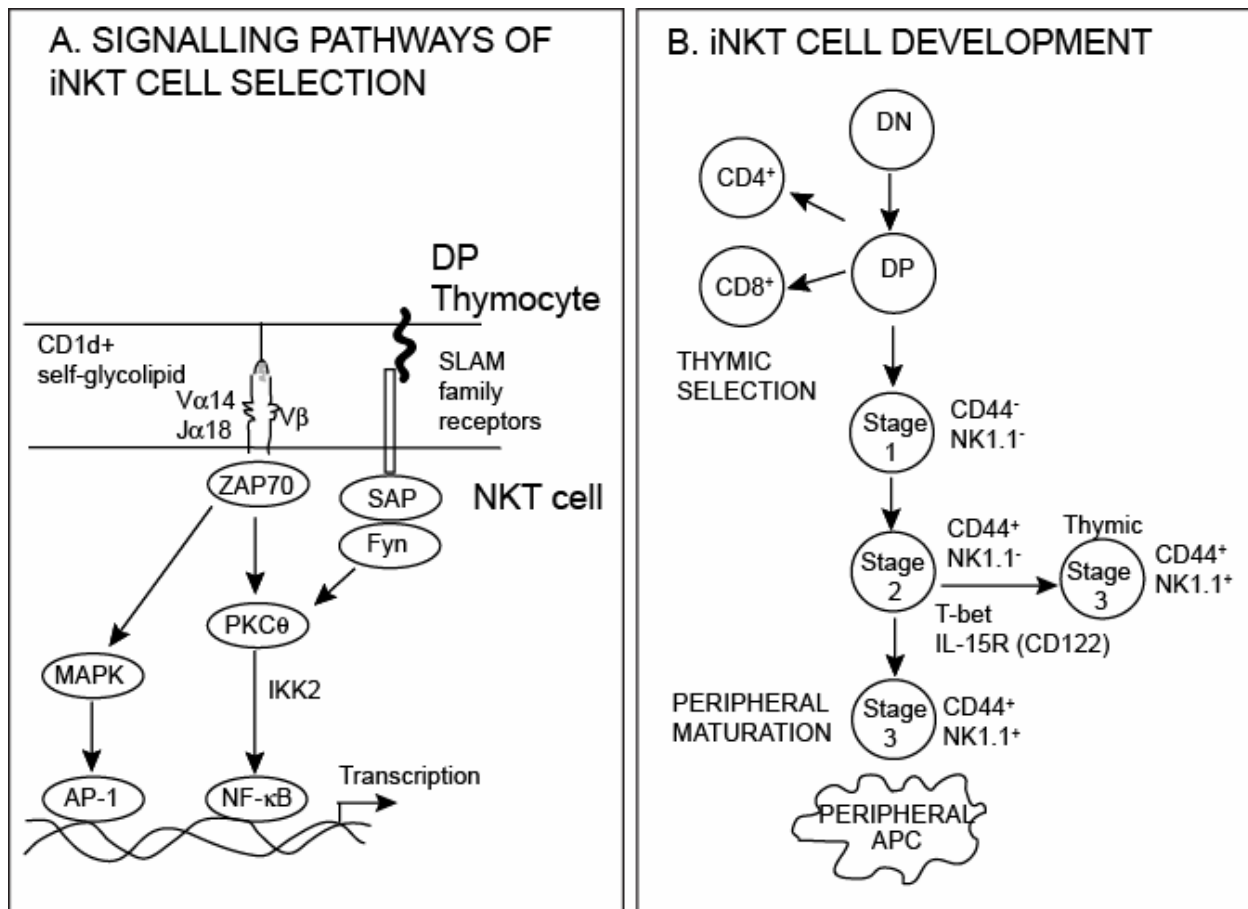 A. SIGNALLING PATHWAYS OF
iNKT CELL SELECTION
DP
Thymocyte
CD1d+
self-glycolipid
Vα14
Jα18
Vβ
SLAM
family
receptors
ZAP70
SAP
NKT cell
Fyn
PKCθ
MAPK
IKK2
AP-1
NF-κB
Transcription
B. iNKT CELL DEVELOPMENT
DN
CD4⁺
DP
CD8⁺
THYMIC
SELECTION
Stage
1
CD44⁻
NK1.1⁻
Stage
2
CD44⁺
NK1.1⁻
Thymic
Stage
3
CD44⁺
NK1.1⁺
T-bet
IL-15R (CD122)
PERIPHERAL
MATURATION
Stage
3
CD44⁺
NK1.1⁺
PERIPHERAL
APC